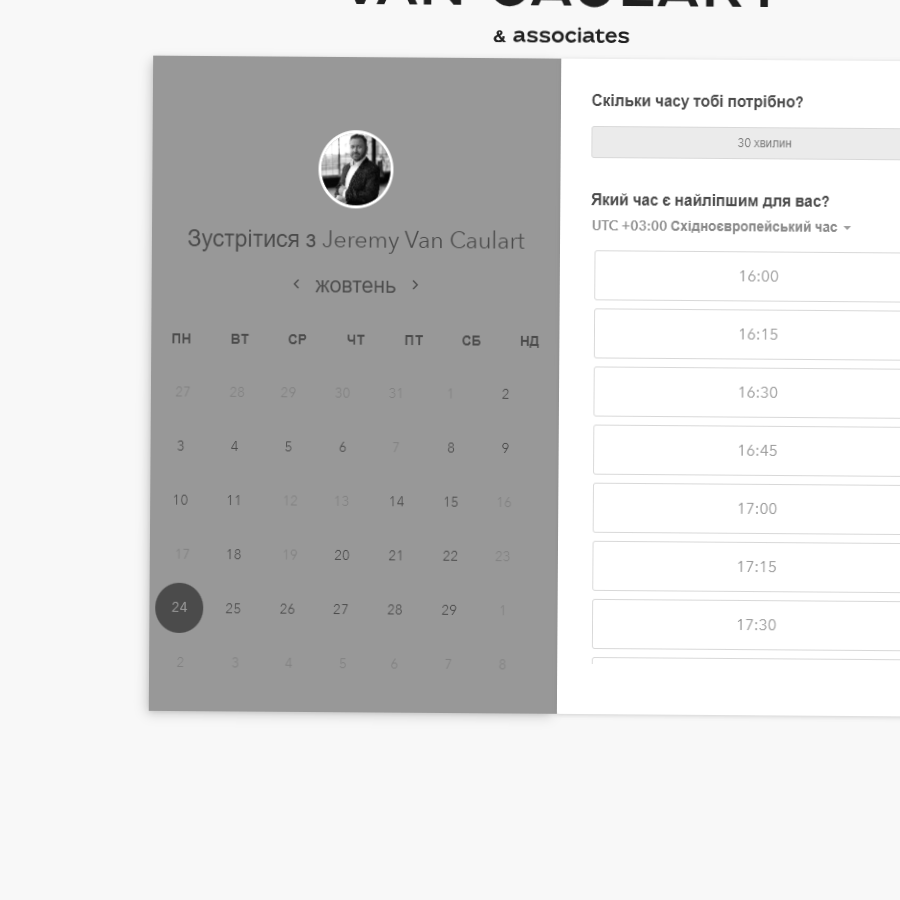 VAN CAULART
& associates
Зустрітися з Jeremy Van Caulart
жовтень
ПН ВТ СР ЧТ ПТ СБ НД
27 28 29 30 31 1 2
3 4 5 6 7 8 9
10 11 12 13 14 15 16
17 18 19 20 21 22 23
24 25 26 27 28 29 1
2 3 4 5 6 7 8
Скільки часу тобі потрібно?
30 хвилин
Який час є найліпшим для вас?
UTC +03:00 Східноєвропейський час
16:00
16:15
16:30
16:45
17:00
17:15
17:30